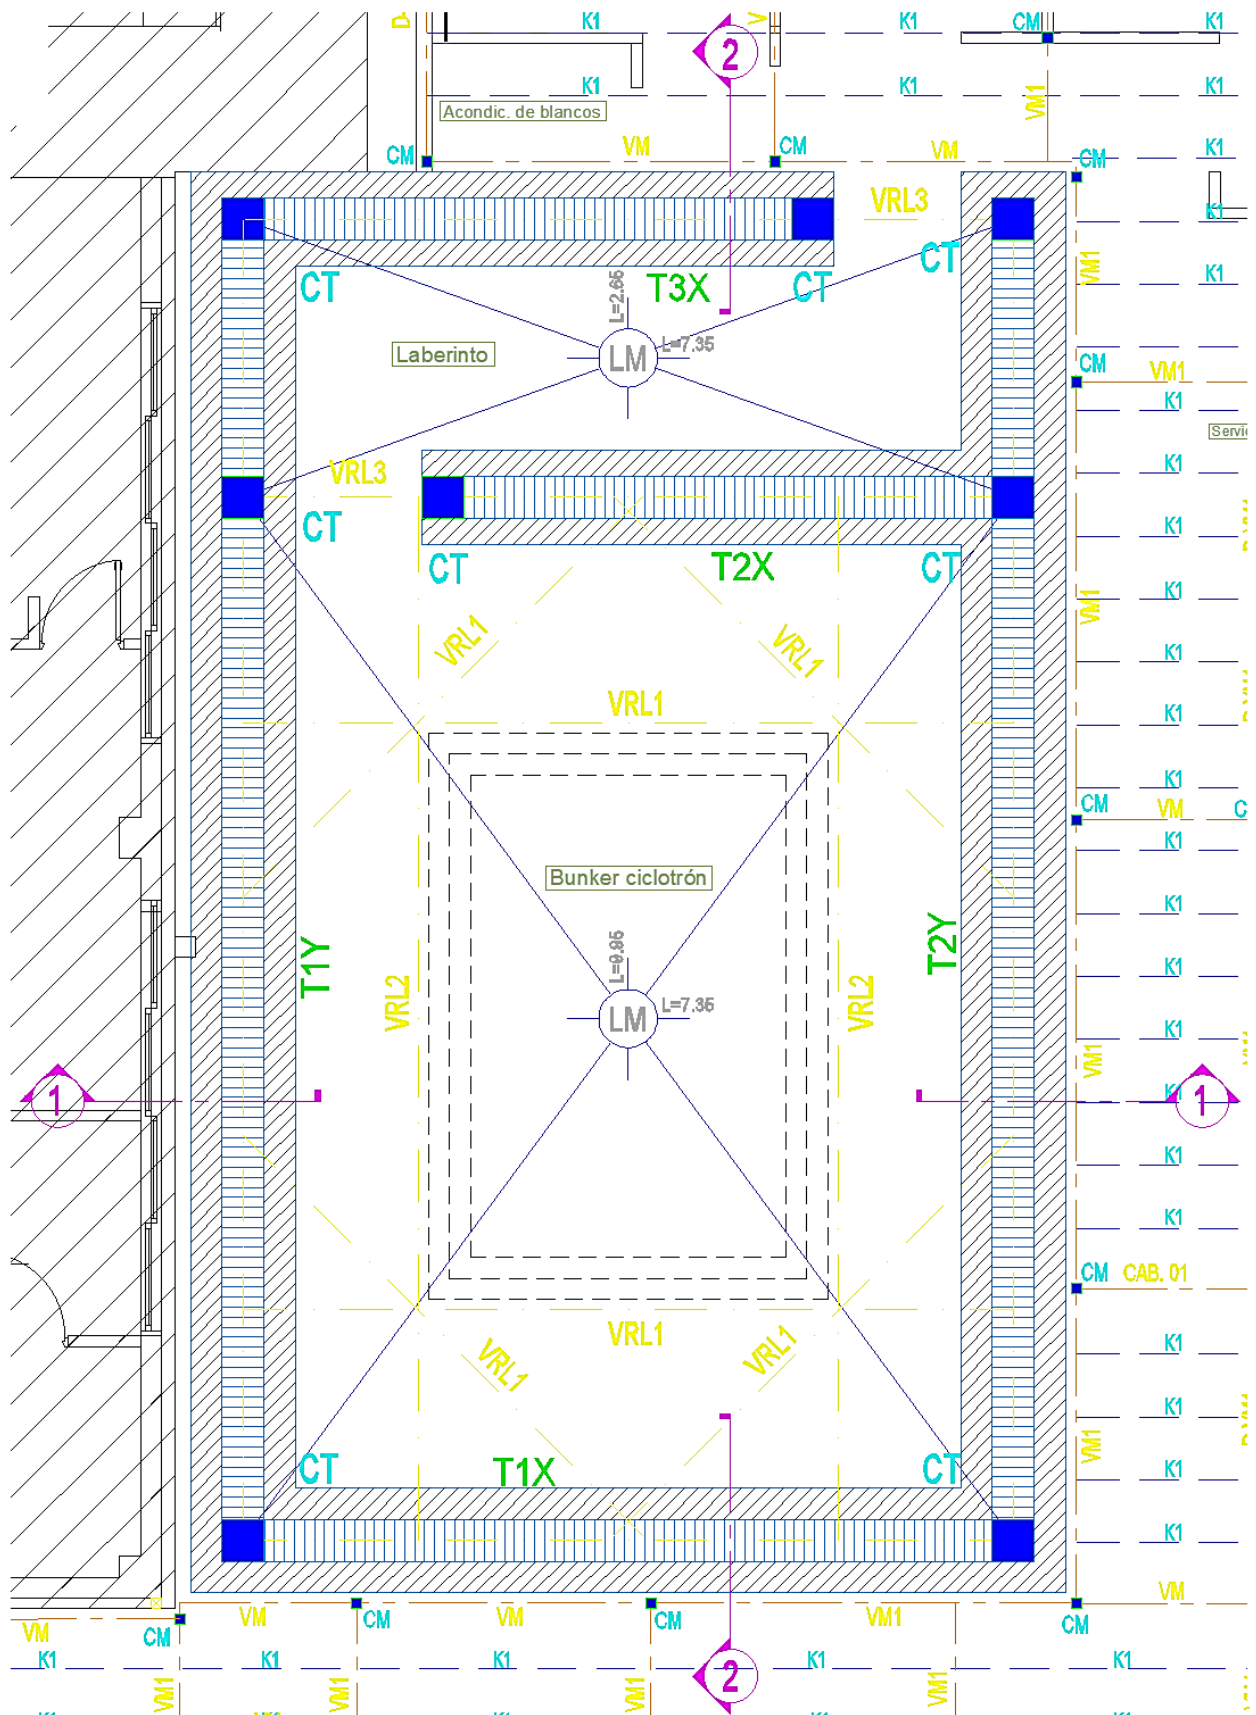 K1
K1
CM
K1
2
K1
K1
K1
Acondic. de blancos
VM1
CM
VM
CM
VM
CM
K1
VRL3
K1
CT
VM1
K1
CT
T3X
CT
L=2.65
L=7.35
LM
Laberinto
CM
VM1
K1
VRL3
K1
CT
K1
CT
T2X
CT
K1
VM1
VRL1
VRL1
K1
VRL1
K1
K1
CM
VM
K1
Bunker ciclotrón
K1
T1Y
T2Y
L=9.95
K1
VRL2
VRL2
LM
L=7.35
K1
VM1
1
1
K1
K1
K1
CM
CAB. 01
VRL1
VRL1
VRL1
K1
K1
VM1
CT
T1X
CT
K1
K1
VM
VM
VM1
VM
VM
CM
CM
CM
CM
K1
K1
K1
2
K1
K1
VM1
VM1
VM1